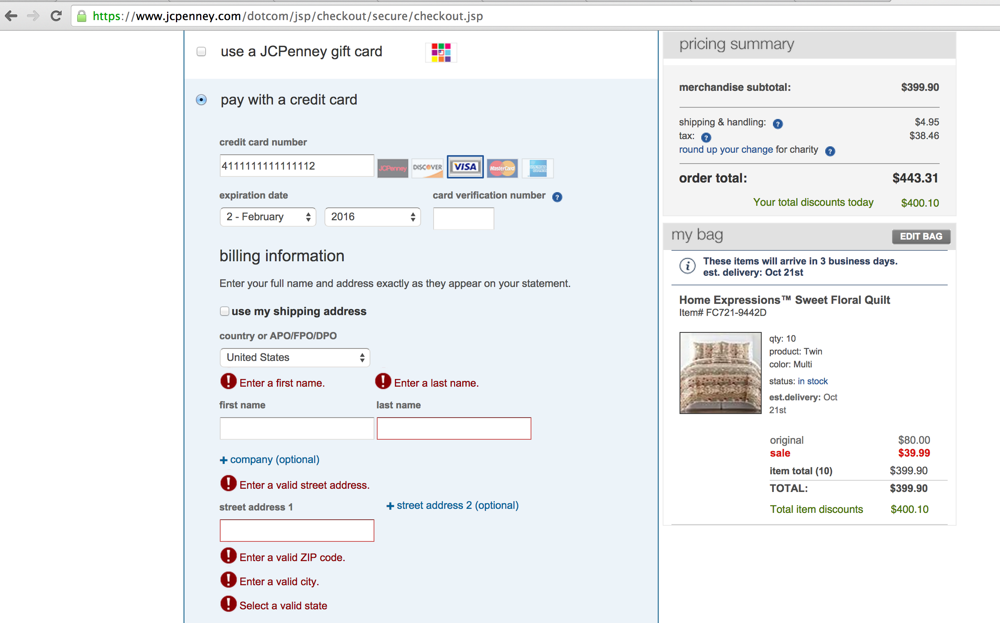 https://www.jcpenney.com/dotcom/jsp/checkout/secure/checkout.jsp
use a JCPenney gift card
pay with a credit card
credit card number
4111111111111112
JCPenney DISCOVER VISA MasterCard AMERICAN EXPRESS
expiration date
card verification number ?
2 - February
2016
billing information
Enter your full name and address exactly as they appear on your statement.
use my shipping address
country or APO/FPO/DPO
United States
! Enter a first name.
! Enter a last name.
first name
last name
+ company (optional)
! Enter a valid street address.
street address 1
+ street address 2 (optional)
! Enter a valid ZIP code.
! Enter a valid city.
! Select a valid state
pricing summary
merchandise subtotal: $399.90
shipping & handling: ? $4.95
tax: ? $38.46
round up your change for charity ?
order total: $443.31
Your total discounts today $400.10
my bag
EDIT BAG
i These items will arrive in 3 business days.
est. delivery: Oct 21st
Home Expressions™ Sweet Floral Quilt
Item# FC721-9442D
qty: 10
product: Twin
color: Multi
status: in stock
est.delivery: Oct
21st
original $80.00
sale $39.99
item total (10) $399.90
TOTAL: $399.90
Total item discounts $400.10